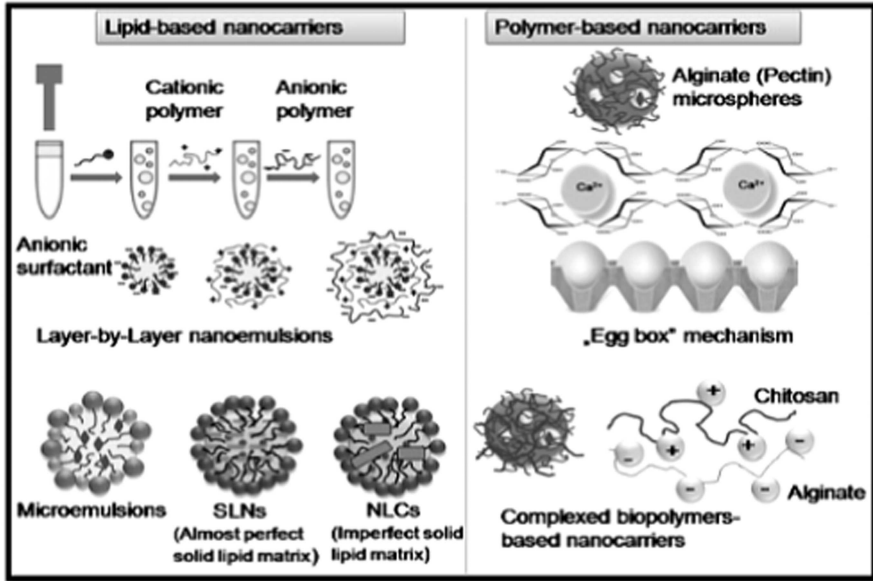 Lipid-based nanocarriers
Cationic
polymer
Anionic
polymer
Anionic
surfactant
Layer-by-Layer nanoemulsions
Microemulsions
SLNs
(Almost perfect
solid lipid matrix)
NLCs
(Imperfect solid
lipid matrix)
Polymer-based nanocarriers
Alginate (Pectin)
microspheres
Ca²⁺
Ca²⁺
„Egg box” mechanism
Chitosan
+
+
+
-
-
-
-
Alginate
Complexed biopolymers-
based nanocarriers